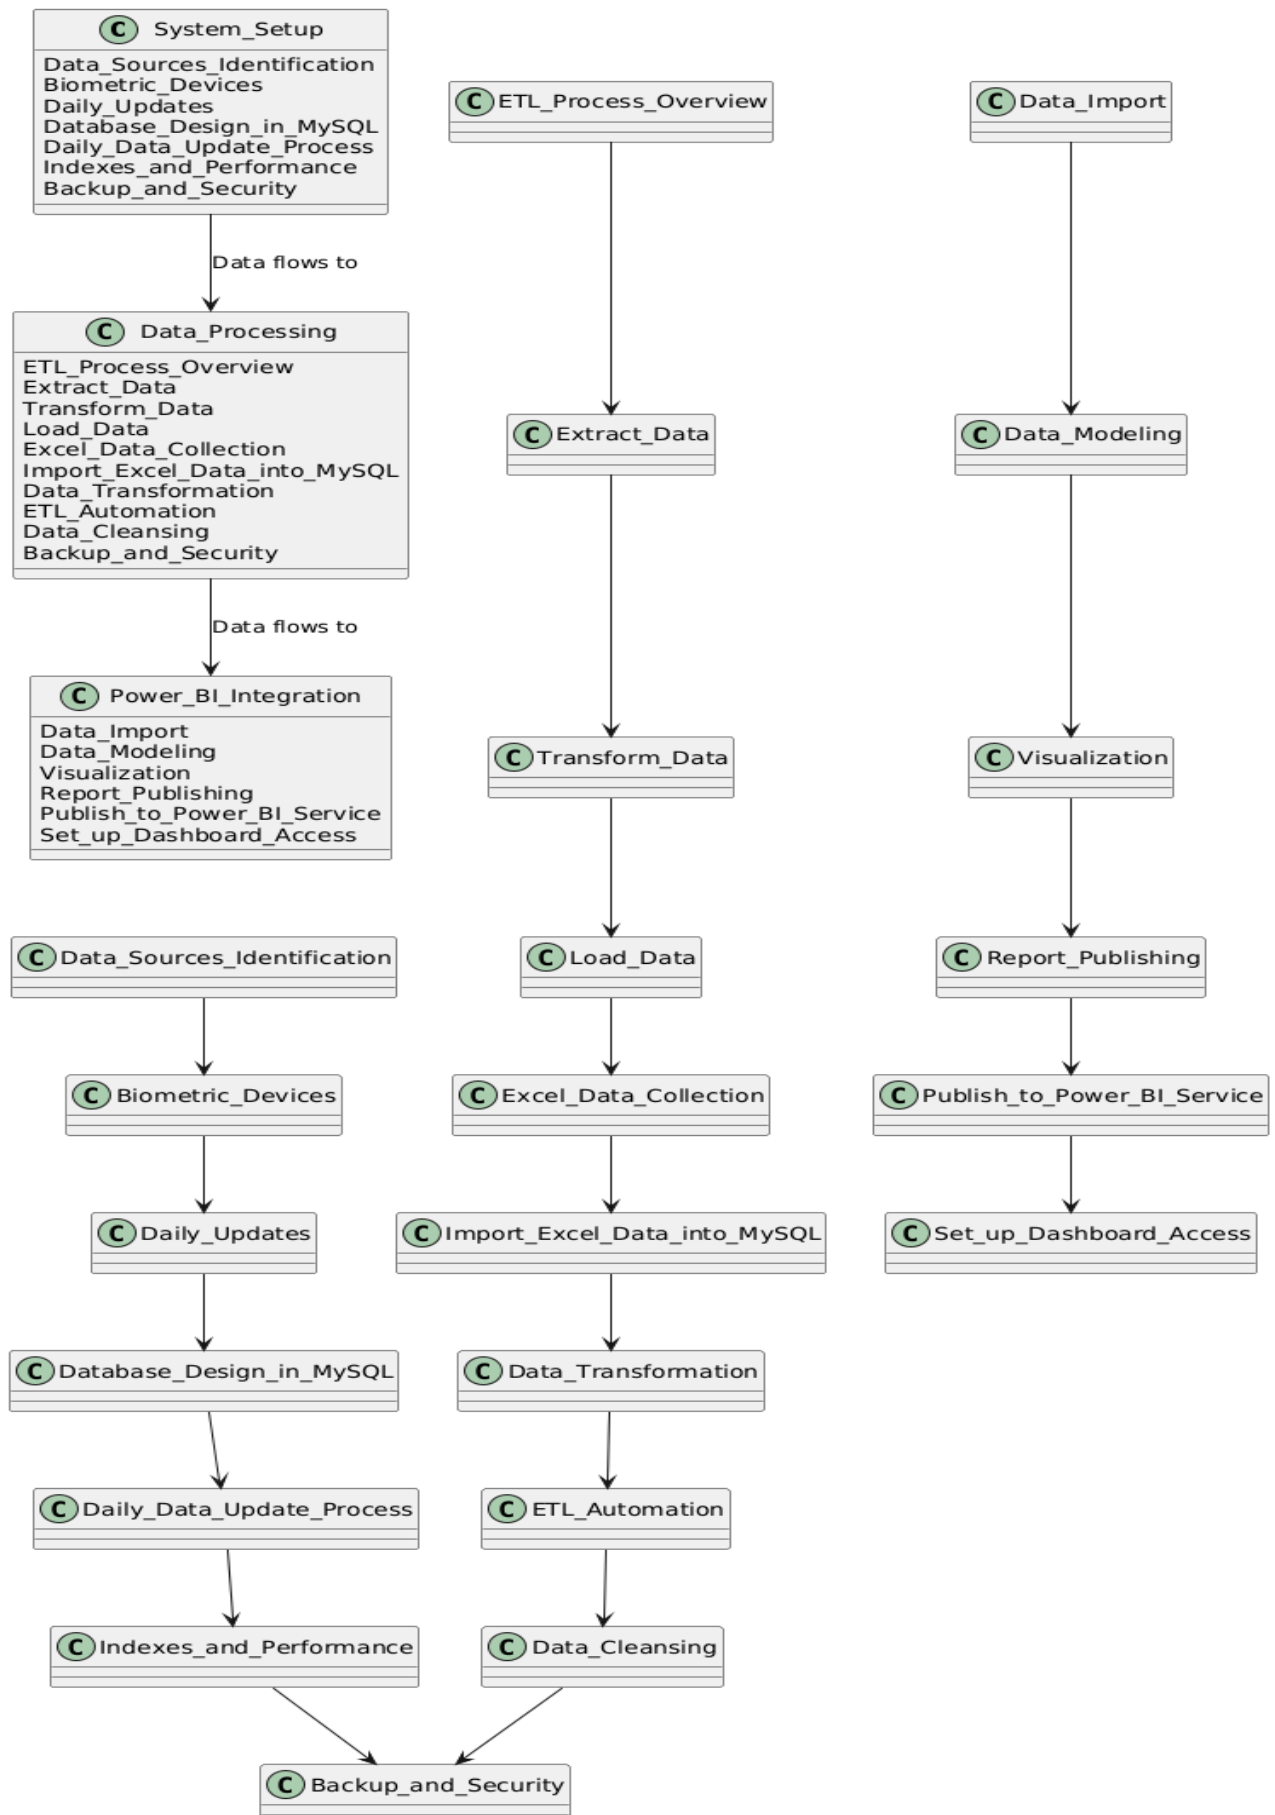 C System_Setup
Data_Sources_Identification
Biometric_Devices
Daily_Updates
Database_Design_in_MySQL
Daily_Data_Update_Process
Indexes_and_Performance
Backup_and_Security
Data flows to
C Data_Processing
ETL_Process_Overview
Extract_Data
Transform_Data
Load_Data
Excel_Data_Collection
Import_Excel_Data_into_MySQL
Data_Transformation
ETL_Automation
Data_Cleansing
Backup_and_Security
Data flows to
C Power_BI_Integration
Data_Import
Data_Modeling
Visualization
Report_Publishing
Publish_to_Power_BI_Service
Set_up_Dashboard_Access
C Data_Sources_Identification
C Biometric_Devices
C Daily_Updates
C Database_Design_in_MySQL
C Daily_Data_Update_Process
C Indexes_and_Performance
C ETL_Process_Overview
C Extract_Data
C Transform_Data
C Load_Data
C Excel_Data_Collection
C Import_Excel_Data_into_MySQL
C Data_Transformation
C ETL_Automation
C Data_Cleansing
C Backup_and_Security
C Data_Import
C Data_Modeling
C Visualization
C Report_Publishing
C Publish_to_Power_BI_Service
C Set_up_Dashboard_Access